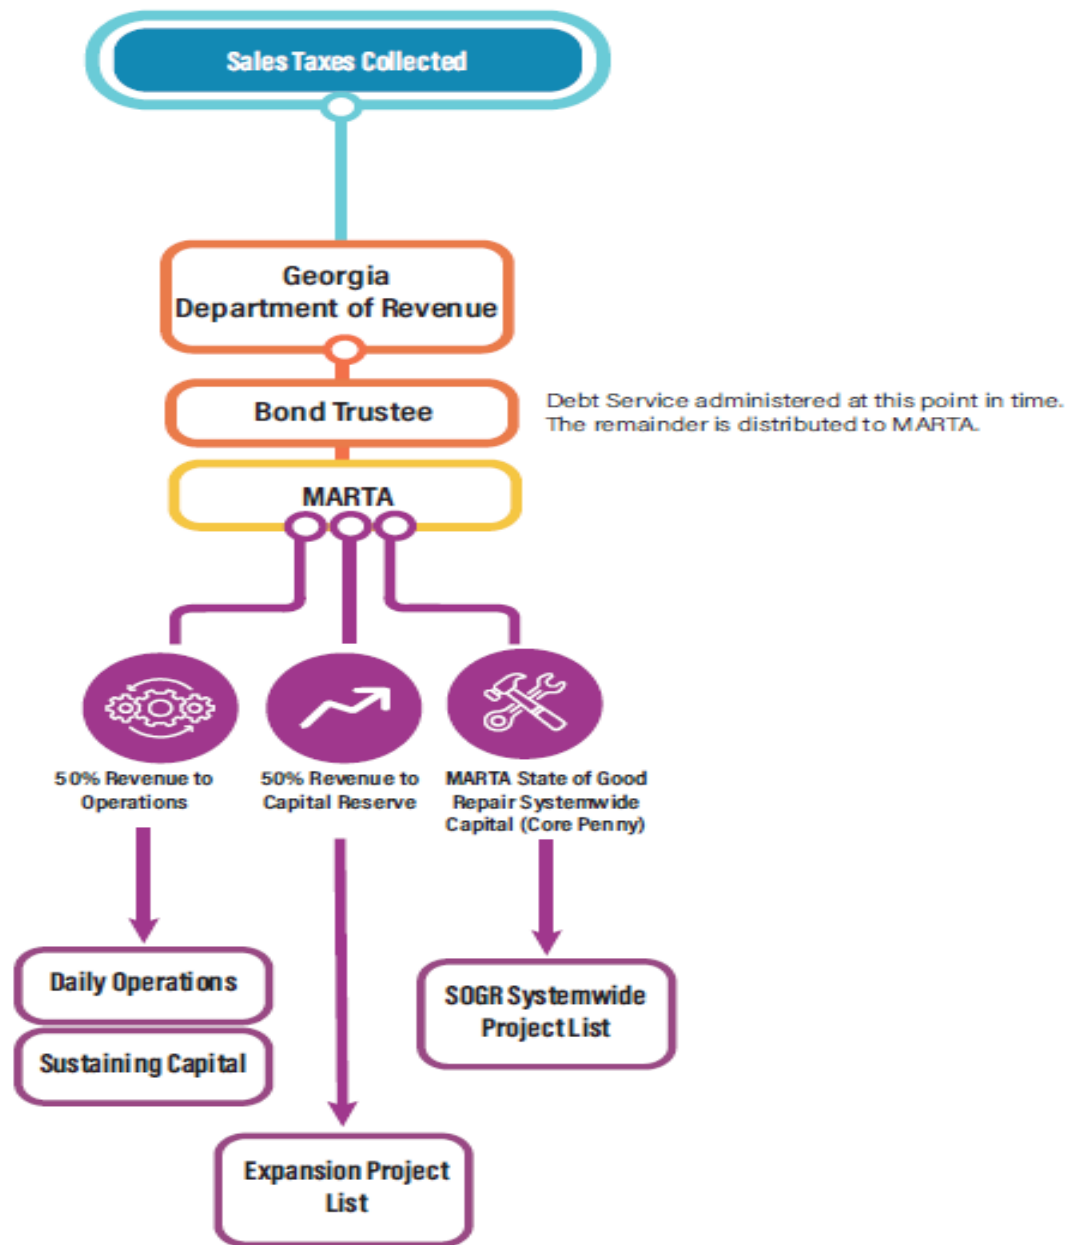 Sales Taxes Collected
Georgia
Department of Revenue
Bond Trustee
Debt Service administered at this point in time.
The remainder is distributed to MARTA.
MARTA
50% Revenue to
Operations
50% Revenue to
Capital Reserve
MARTA State of Good
Repair Systemwide
Capital (Core Penny)
Daily Operations
Sustaining Capital
SOGR Systemwide
Project List
Expansion Project
List